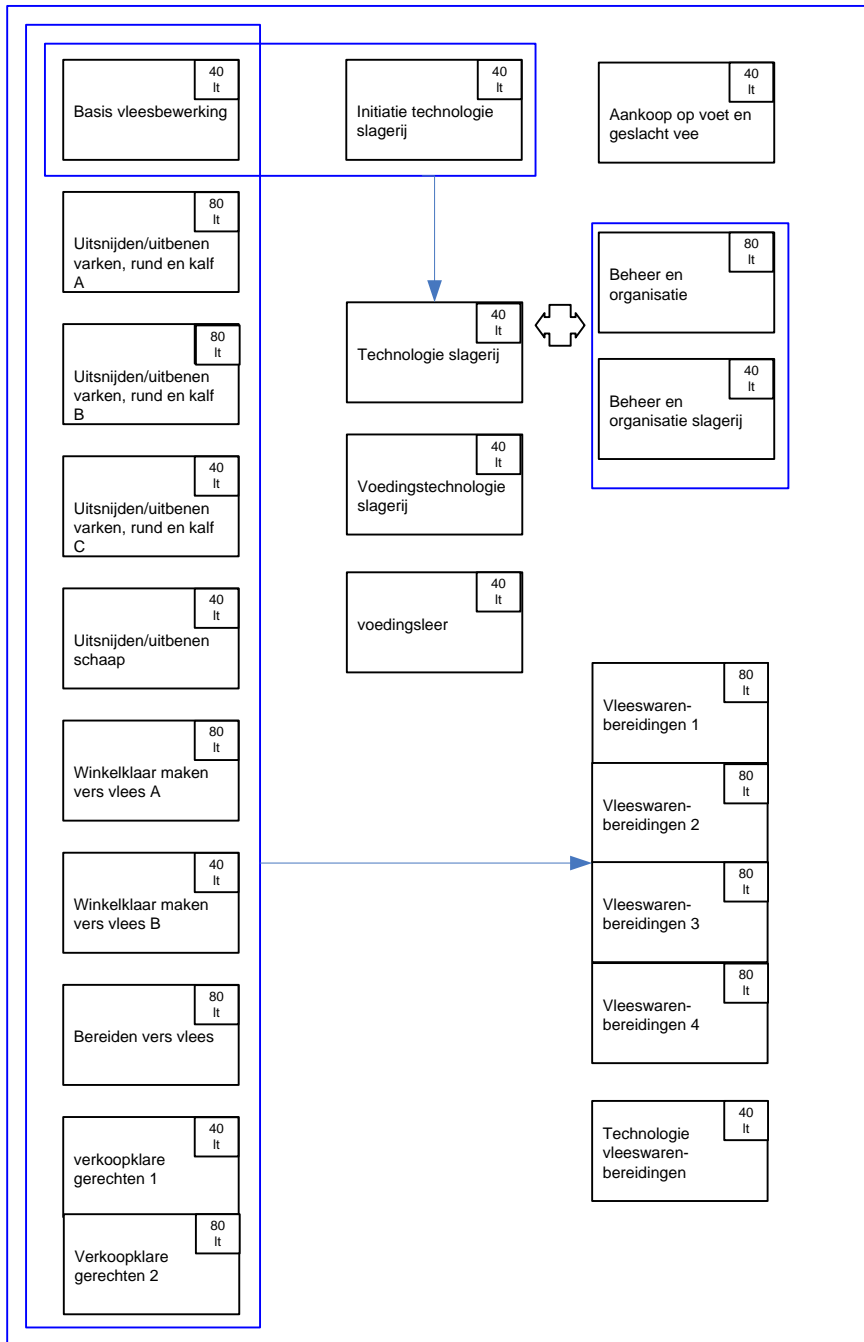 40
lt
Basis vleesbewerking
40
lt
Initiatie technologie
slagerij
40
lt
Aankoop op voet en
geslacht vee
80
lt
Uitsnijden/uitbenen
varken, rund en kalf
A
80
lt
Beheer en
organisatie
40
lt
Technologie slagerij
80
lt
Uitsnijden/uitbenen
varken, rund en kalf
B
40
lt
Beheer en
organisatie slagerij
40
lt
Voedingstechnologie
slagerij
40
lt
Uitsnijden/uitbenen
varken, rund en kalf
C
40
lt
voedingsleer
40
lt
Uitsnijden/uitbenen
schaap
80
lt
Vleeswaren-
bereidingen 1
80
lt
Winkelklaar maken
vers vlees A
80
lt
Vleeswaren-
bereidingen 2
40
lt
Winkelklaar maken
vers vlees B
80
lt
Vleeswaren-
bereidingen 3
80
lt
Vleeswaren-
bereidingen 4
80
lt
Bereiden vers vlees
40
lt
Technologie
vleeswaren-
bereidingen
40
lt
verkoopklare
gerechten 1
80
lt
Verkoopklare
gerechten 2